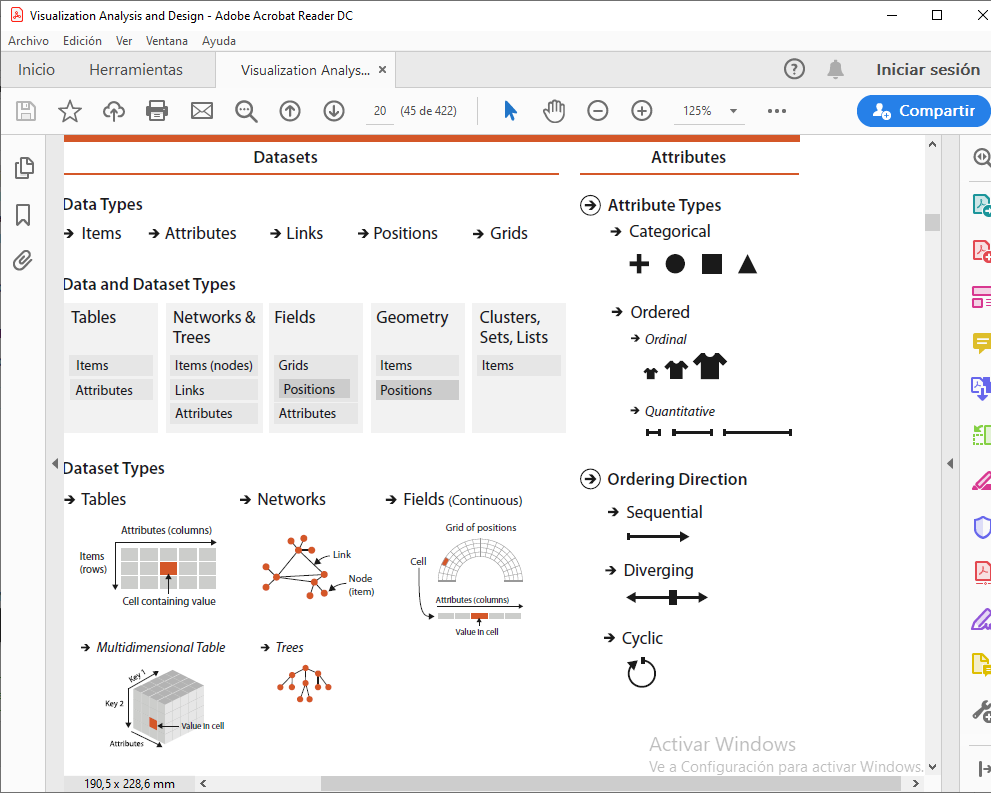 Visualization Analysis and Design - Adobe Acrobat Reader DC
Archivo Edición Ver Ventana Ayuda
Inicio Herramientas Visualization Analys... × Iniciar sesión
20 (45 de 422) 125% Compartir
Datasets
Data Types
Items Attributes Links Positions Grids
Data and Dataset Types
Tables
Items
Attributes
Networks &
Trees
Items (nodes)
Links
Attributes
Fields
Grids
Positions
Attributes
Geometry
Items
Positions
Clusters,
Sets, Lists
Items
Dataset Types
Tables
Attributes (columns)
Items
(rows)
Cell containing value
Networks
Link
Node
(item)
Fields (Continuous)
Grid of positions
Cell
Attributes (columns)
Value in cell
Multidimensional Table
Key 1
Key 2
Value in cell
Attributes
Trees
Attributes
Attribute Types
Categorical
Ordered
Ordinal
Quantitative
Ordering Direction
Sequential
Diverging
Cyclic
Activar Windows
Ve a Configuración para activar Windows.
190,5 x 228,6 mm